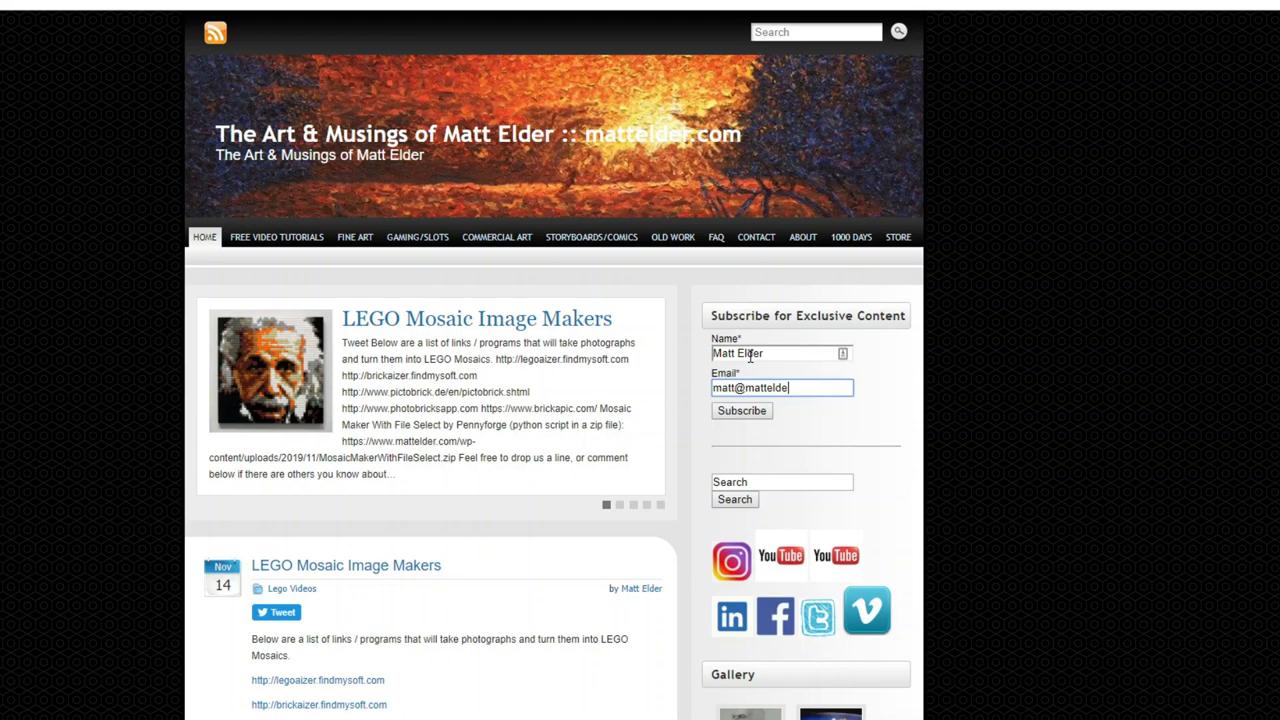 Search
The Art & Musings of Matt Elder :: mattelder.com
The Art & Musings of Matt Elder
HOME FREE VIDEO TUTORIALS FINE ART GAMING/SLOTS COMMERCIAL ART STORYBOARDS/COMICS OLD WORK FAQ CONTACT ABOUT 1000 DAYS STORE
LEGO Mosaic Image Makers
Tweet Below are a list of links / programs that will take photographs
and turn them into LEGO Mosaics. http://legoaizer.findmysoft.com
http://brickaizer.findmysoft.com
http://www.pictobrick.de/en/pictobrick.shtml
http://www.photobricksapp.com https://www.brickapic.com/ Mosaic
Maker With File Select by Pennyforge (python script in a zip file):
https://www.mattelder.com/wp-
content/uploads/2019/11/MosaicMakerWithFileSelect.zip Feel free to drop us a line, or comment
below if there are others you know about…
Subscribe for Exclusive Content
Name*
Matt Elder
Email*
matt@mattelde
Subscribe
Search
Search
You Tube You Tube
in f t v
Gallery
Nov
14
LEGO Mosaic Image Makers
Lego Videos by Matt Elder
Tweet
Below are a list of links / programs that will take photographs and turn them into LEGO
Mosaics.
http://legoaizer.findmysoft.com
http://brickaizer.findmysoft.com